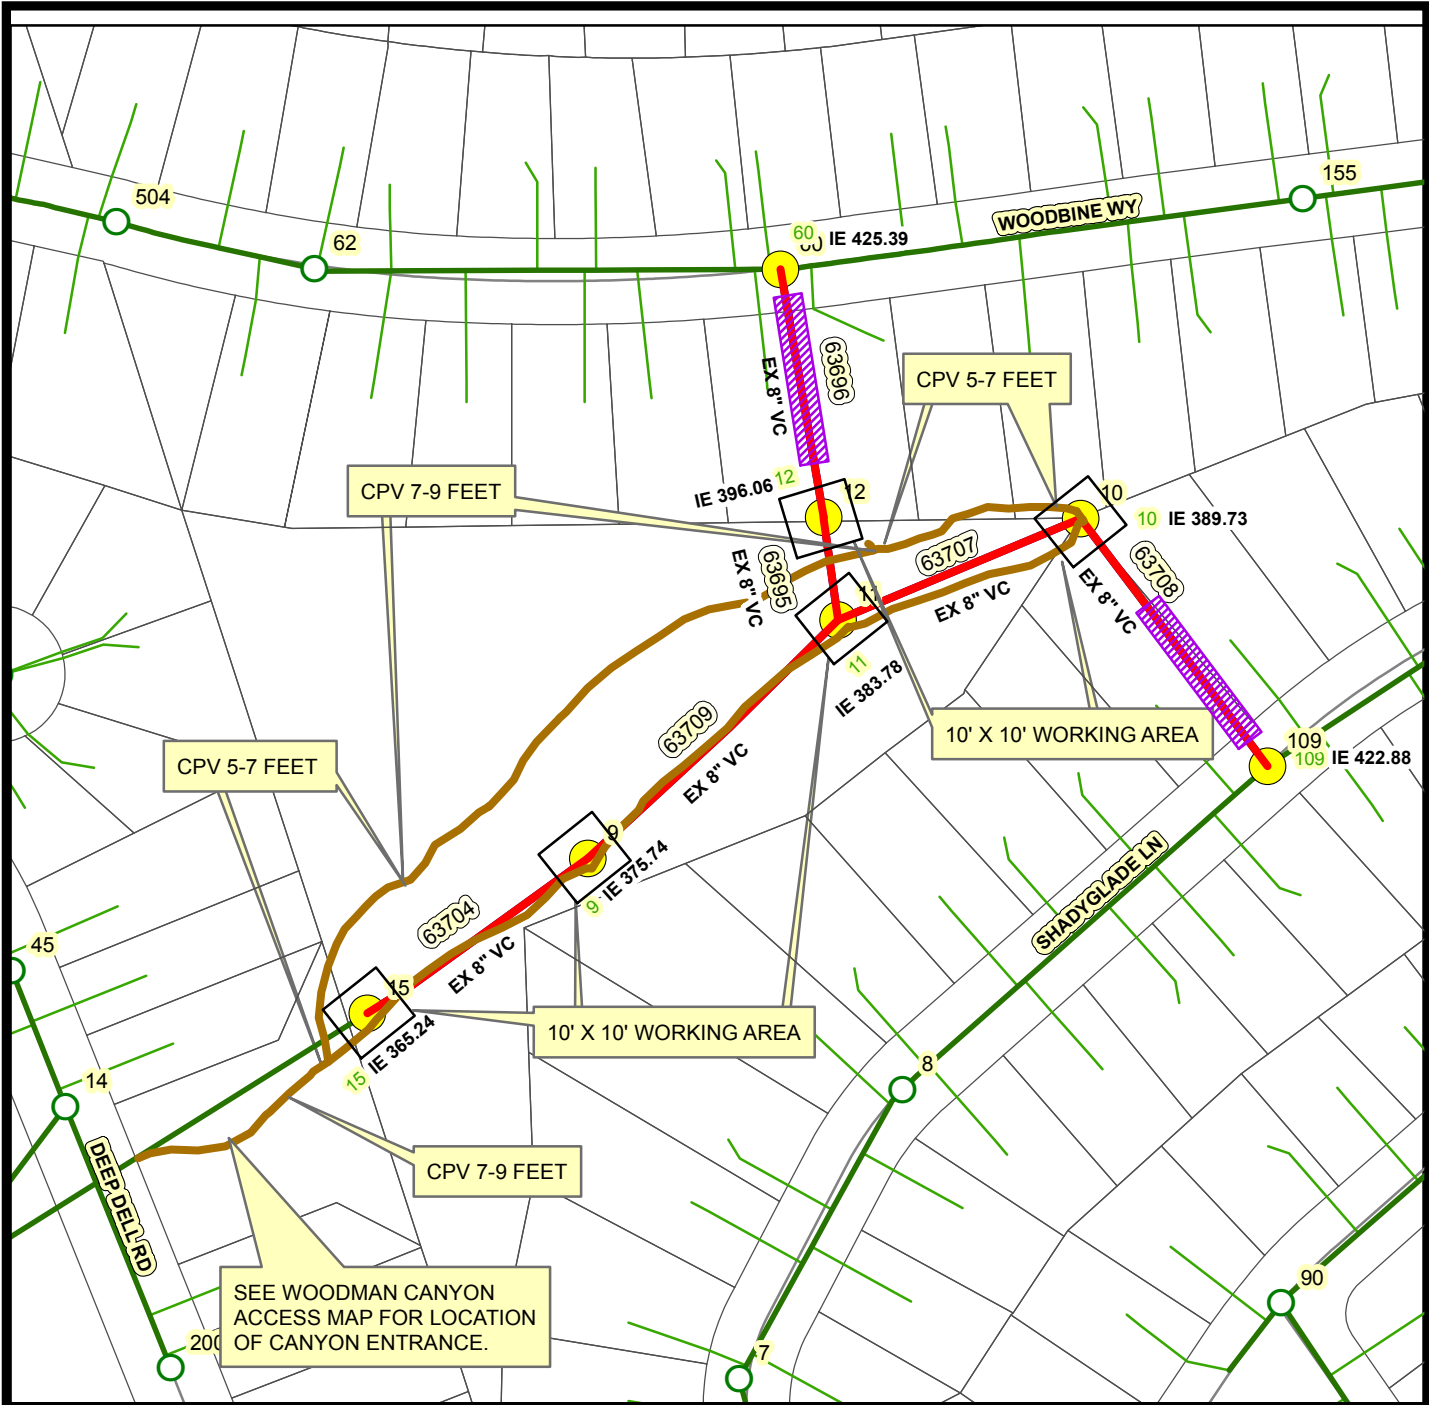 504
62
60
60
IE 425.39
WOODBINE WY
155
EX 8" VC
63696
CPV 5-7 FEET
CPV 7-9 FEET
IE 396.06
12
12
10
10
IE 389.73
63707
EX 8" VC
63695
EX 8" VC
63708
EX 8" VC
11
11
IE 383.78
63709
EX 8" VC
10' X 10' WORKING AREA
CPV 5-7 FEET
109
109
IE 422.88
9
9
IE 375.74
63704
EX 8" VC
SHADYGLADE LN
45
15
15
IE 365.24
10' X 10' WORKING AREA
14
8
DEEP DELL RD
CPV 7-9 FEET
SEE WOODMAN CANYON
ACCESS MAP FOR LOCATION
OF CANYON ENTRANCE.
200
90
7